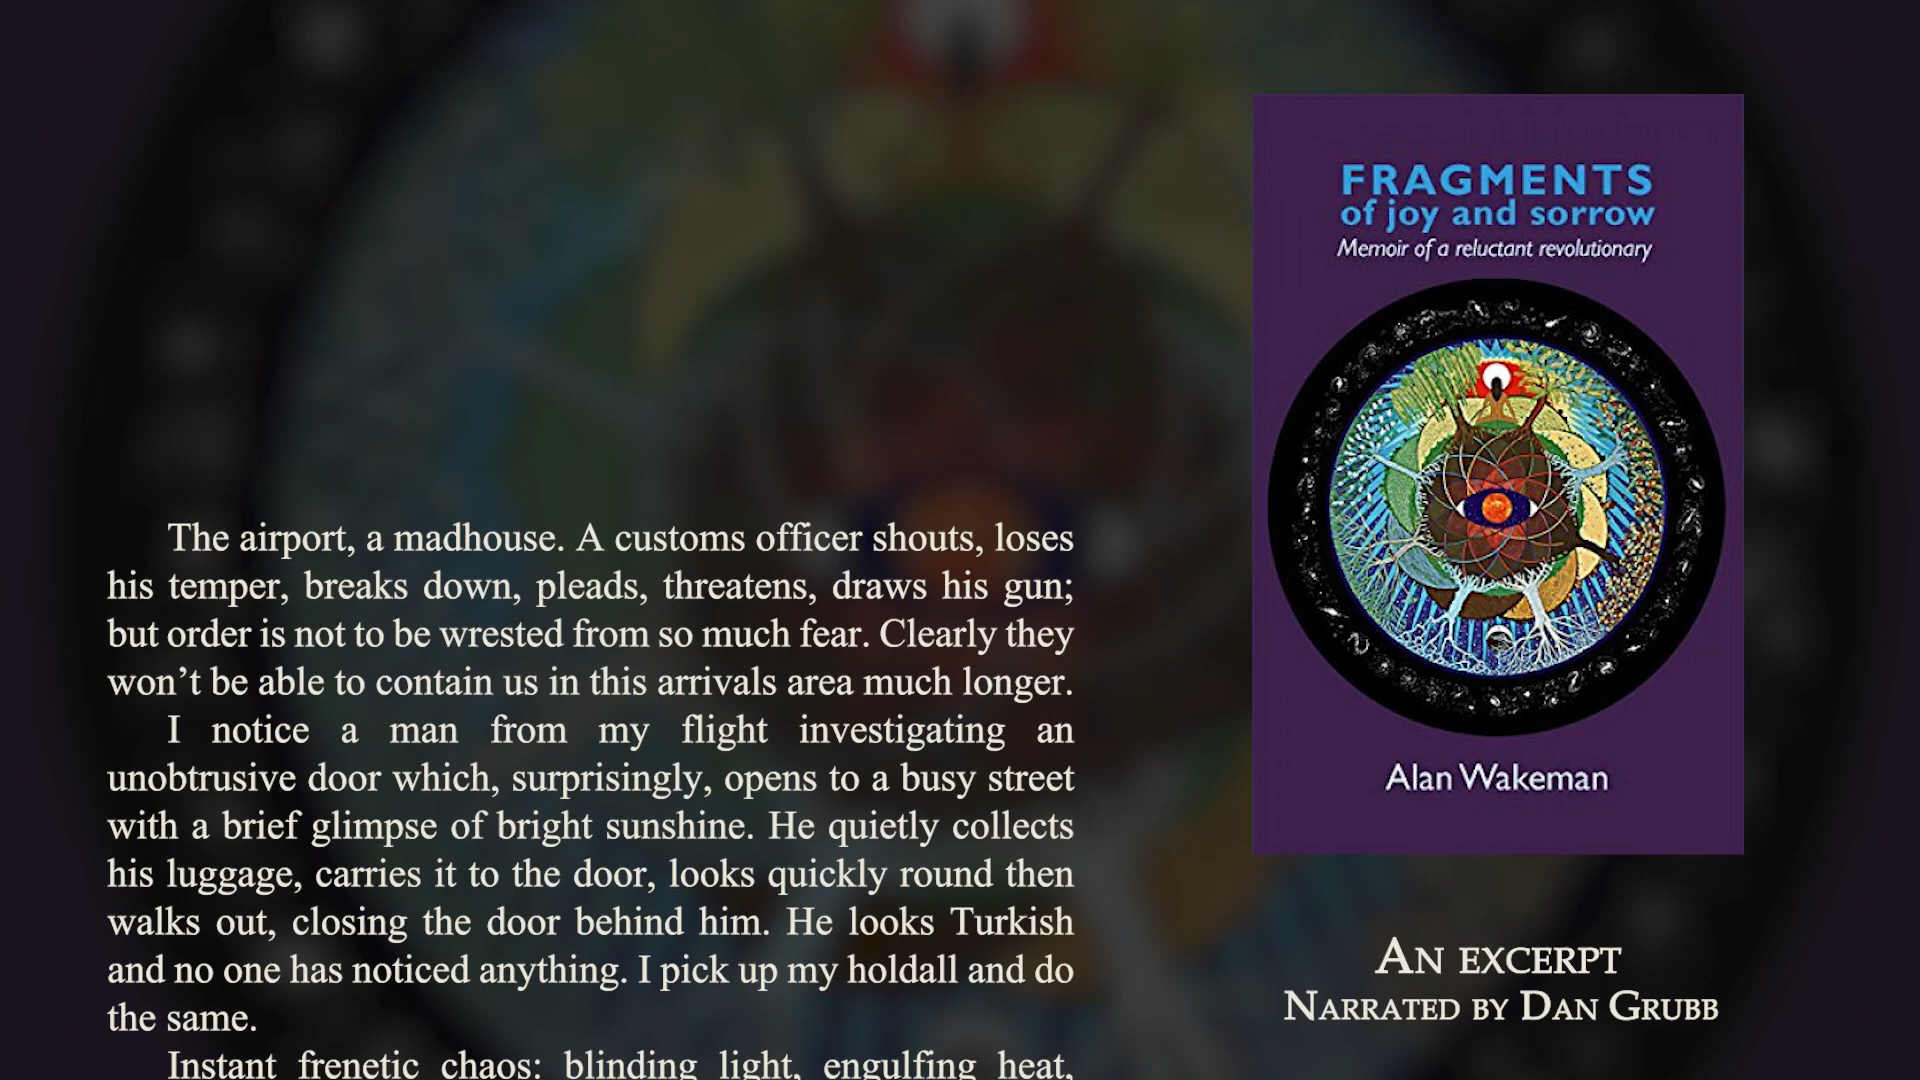 The airport, a madhouse. A customs officer shouts, loses
his temper, breaks down, pleads, threatens, draws his gun;
but order is not to be wrested from so much fear. Clearly they
won’t be able to contain us in this arrivals area much longer.
I notice a man from my flight investigating an
unobtrusive door which, surprisingly, opens to a busy street
with a brief glimpse of bright sunshine. He quietly collects
his luggage, carries it to the door, looks quickly round then
walks out, closing the door behind him. He looks Turkish
and no one has noticed anything. I pick up my holdall and do
the same.
Instant frenetic chaos: blinding light, engulfing heat,
FRAGMENTS
of joy and sorrow
Memoir of a reluctant revolutionary
Alan Wakeman
AN EXCERPT
NARRATED BY DAN GRUBB